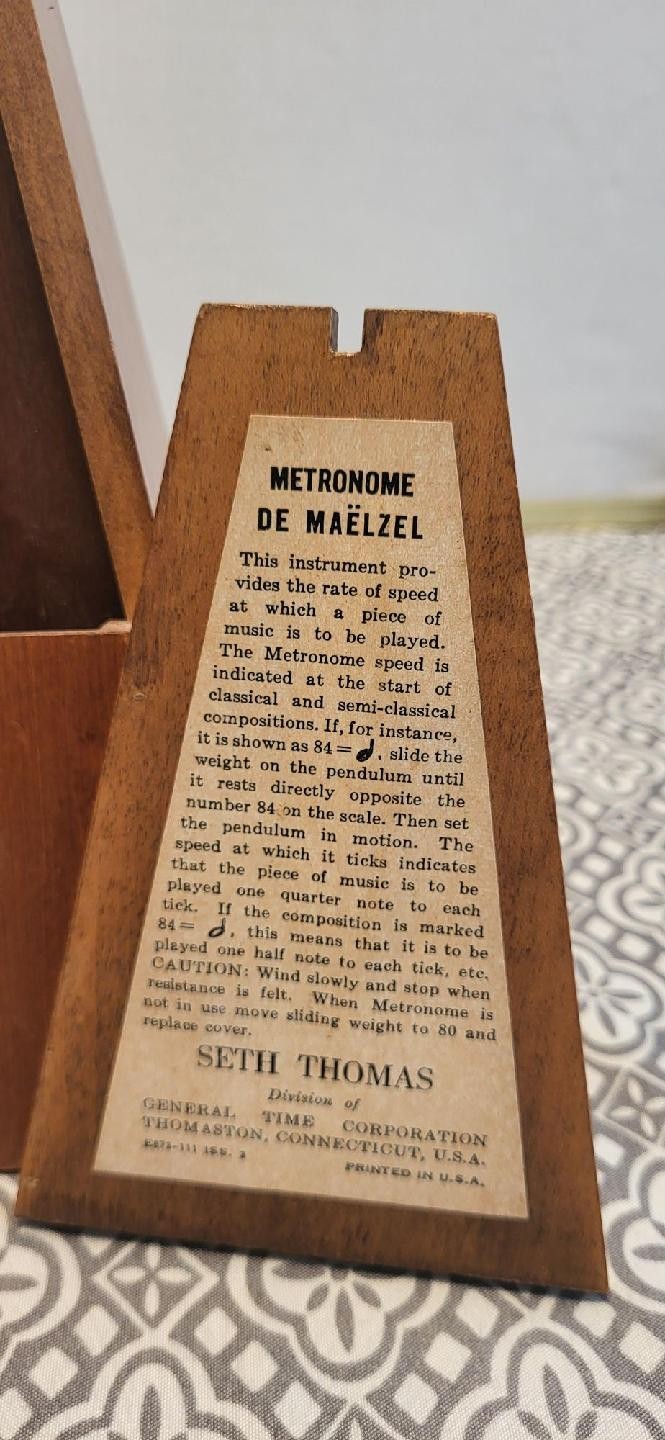 METRONOME
DE MAËLZEL
This instrument pro-
vides the rate of speed
at which a piece of
music is to be played.
The Metronome speed is
indicated at the start of
classical and semi-classical
compositions. If, for instance,
it is shown as 84 = 𝅘𝅥 , slide the
weight on the pendulum until
it rests directly opposite the
number 84 on the scale. Then set
the pendulum in motion. The
speed at which it ticks indicates
that the piece of music is to be
played one quarter note to each
tick. If the composition is marked
84 = 𝅗𝅥 , this means that it is to be
played one half note to each tick, etc.
CAUTION: Wind slowly and stop when
resistance is felt. When Metronome is
not in use move sliding weight to 80 and
replace cover.
SETH THOMAS
Division of
GENERAL TIME CORPORATION
THOMASTON, CONNECTICUT, U.S.A.
ISS. 2
PRINTED IN U.S.A.